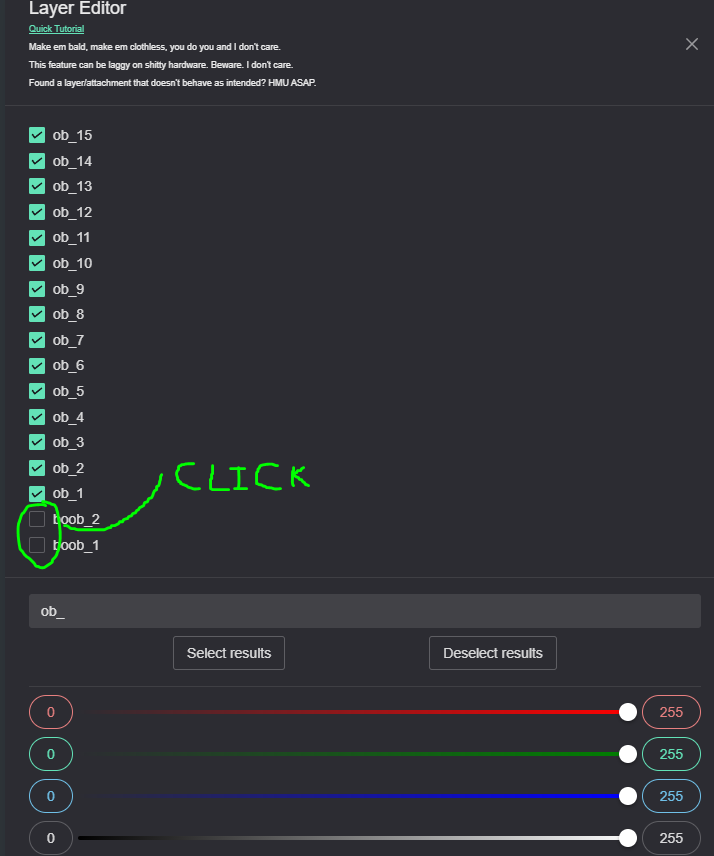 Layer Editor
Quick Tutorial
Make em bald, make em clothless, you do you and I don't care.
This feature can be laggy on shitty hardware. Beware. I don't care.
Found a layer/attachment that doesn't behave as intended? HMU ASAP.
ob_15
ob_14
ob_13
ob_12
ob_11
ob_10
ob_9
ob_8
ob_7
ob_6
ob_5
ob_4
ob_3
ob_2
ob_1
CLICK
boob_2
boob_1
ob_
Select results Deselect results
0 255
0 255
0 255
0 255